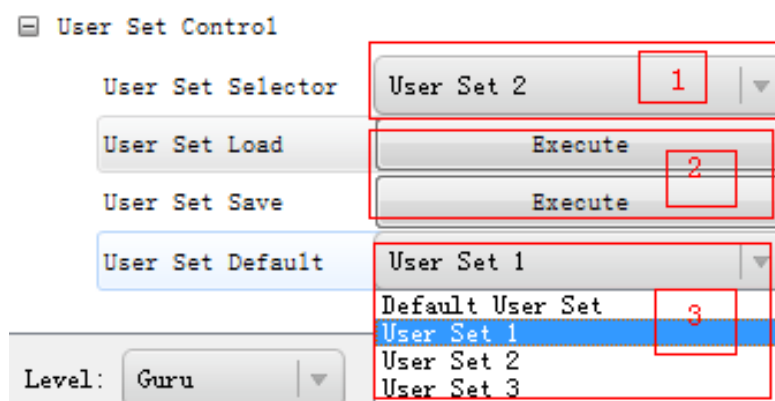 User Set Control
User Set Selector User Set 2 1
User Set Load Execute
2
User Set Save Execute
User Set Default User Set 1
Default User Set
3
User Set 1
User Set 2
Level: Guru
User Set 3